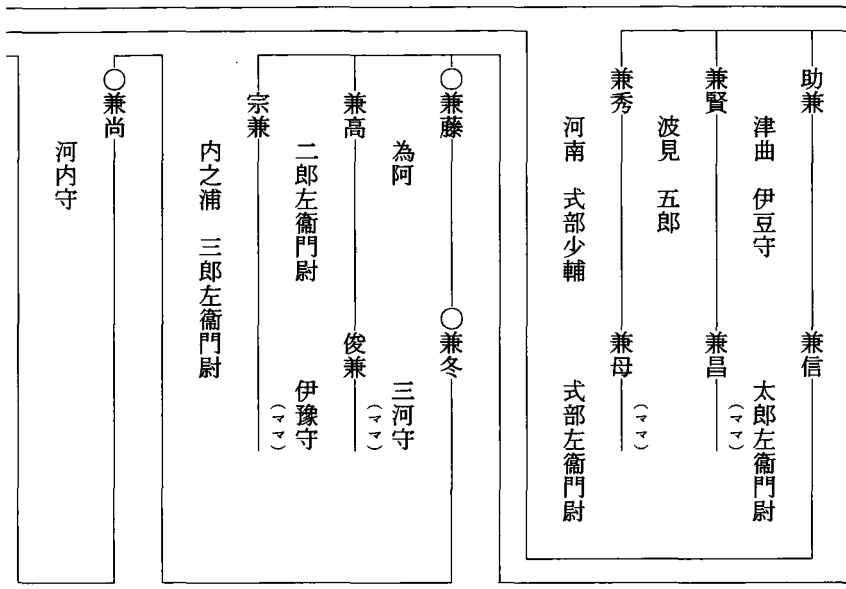 助兼
津曲　伊豆守
兼信
太郎左衞門尉
兼賢
波見　五郎
兼昌
（ママ）
兼秀
河南　式部少輔
兼母
（ママ）
式部左衞門尉
○兼藤
為阿
○兼冬
三河守
兼高
二郎左衞門尉
俊兼
（ママ）
伊豫守
宗兼
（ママ）
内之浦　三郎左衞門尉
○兼尚
河内守